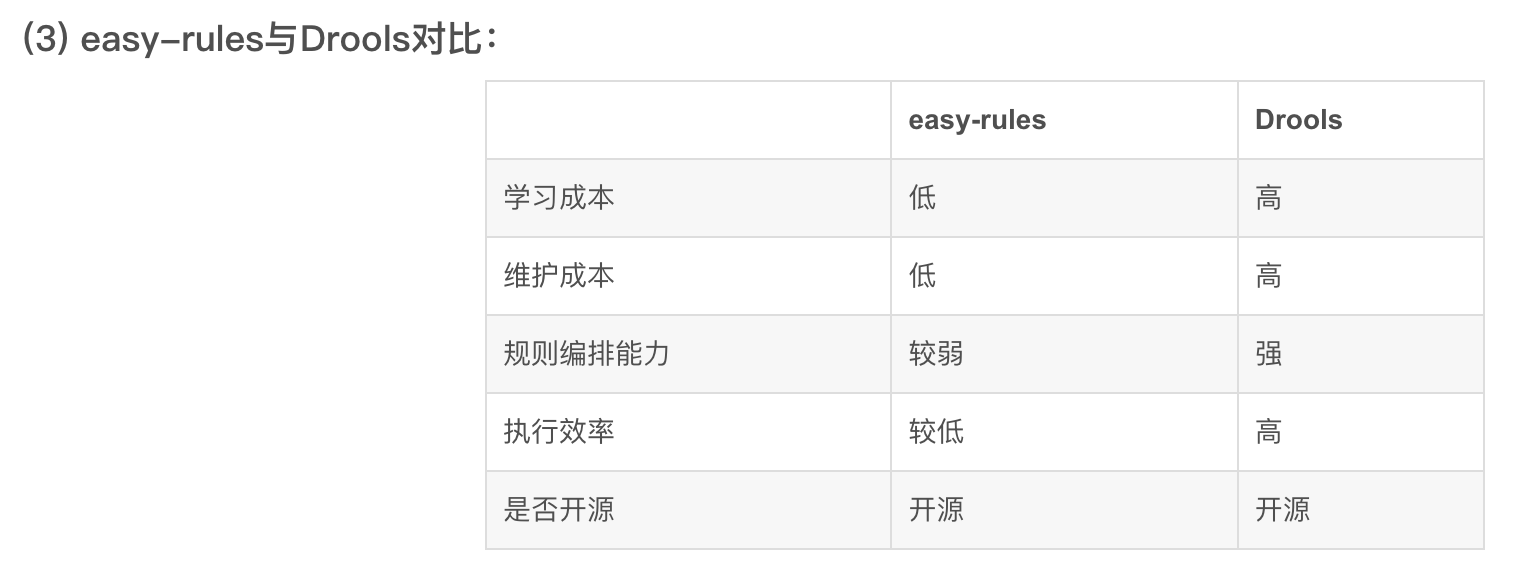 (3) easy-rules与Drools对比：
easy-rules Drools
学习成本 低 高
维护成本 低 高
规则编排能力 较弱 强
执行效率 较低 高
是否开源 开源 开源